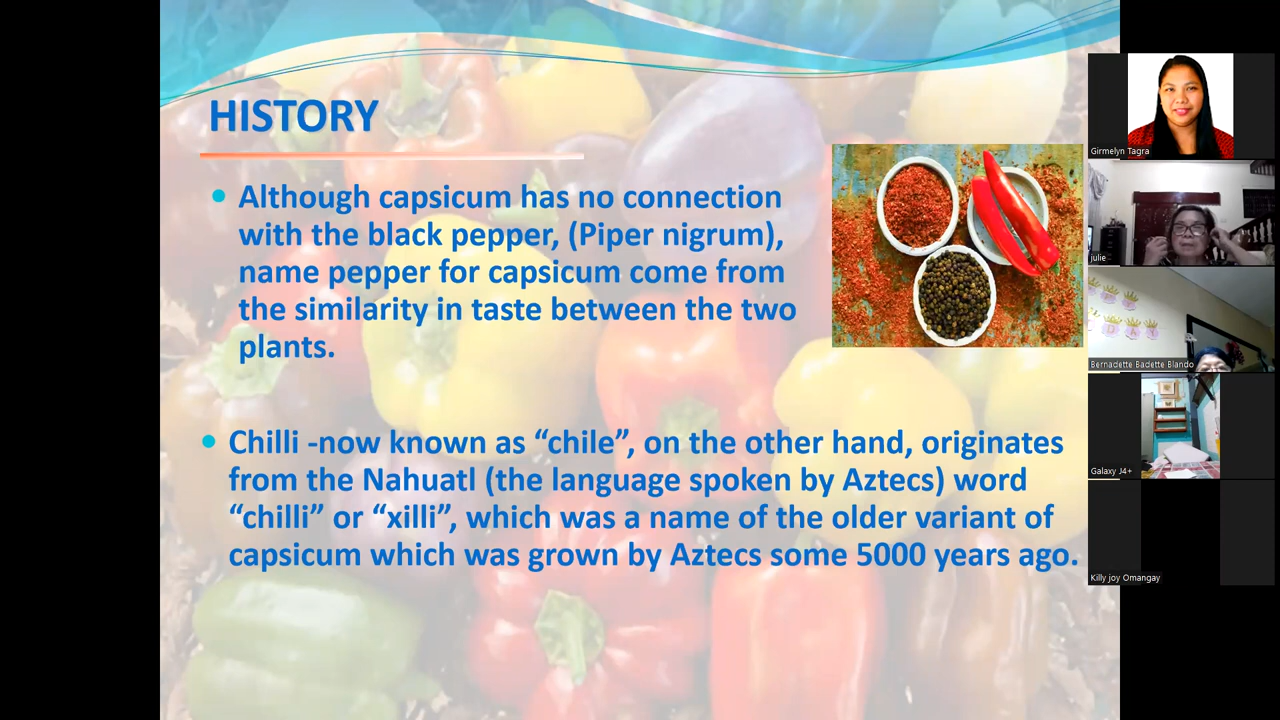 HISTORY
• Although capsicum has no connection
with the black pepper, (Piper nigrum),
name pepper for capsicum come from
the similarity in taste between the two
plants.
• Chilli -now known as “chile”, on the other hand, originates
from the Nahuatl (the language spoken by Aztecs) word
“chilli” or “xilli”, which was a name of the older variant of
capsicum which was grown by Aztecs some 5000 years ago.
Girmelyn Tagra
julie
Bernadette Badette Blando
Galaxy J4+
Killy joy Omangay